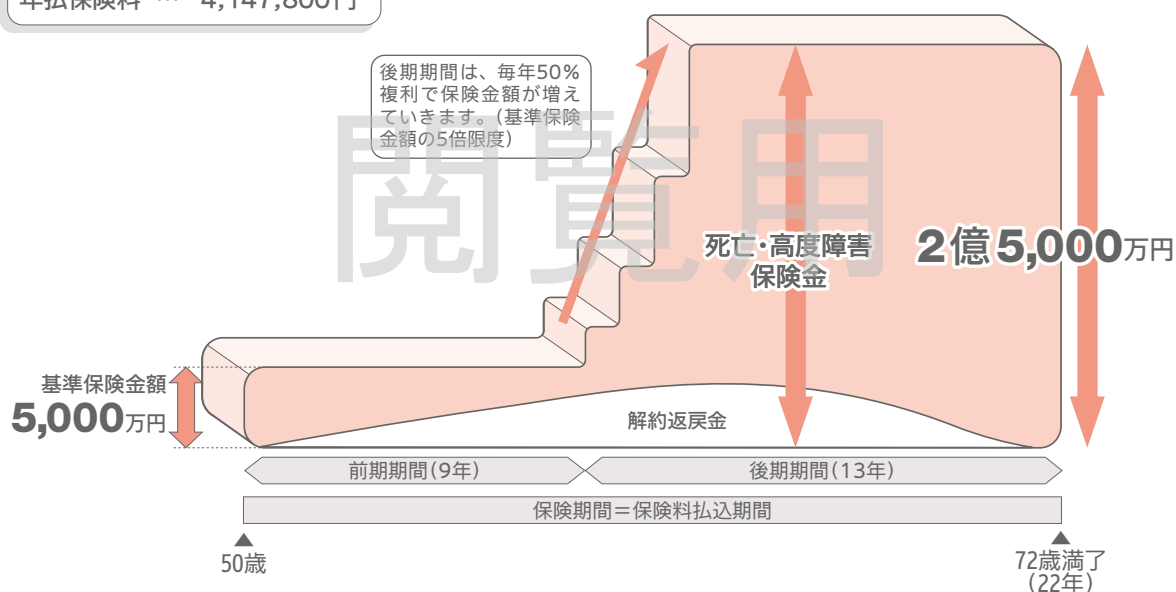 年払保険料 … 4,147,800円
後期期間は、毎年50%
複利で保険金額が増え
ていきます。(基準保険
金額の5倍限度)
閲覧用
死亡・高度障害
保険金
2億5,000万円
基準保険金額
5,000万円
解約返戻金
前期期間(9年)
後期期間(13年)
保険期間=保険料払込期間
50歳
72歳満了
(22年)